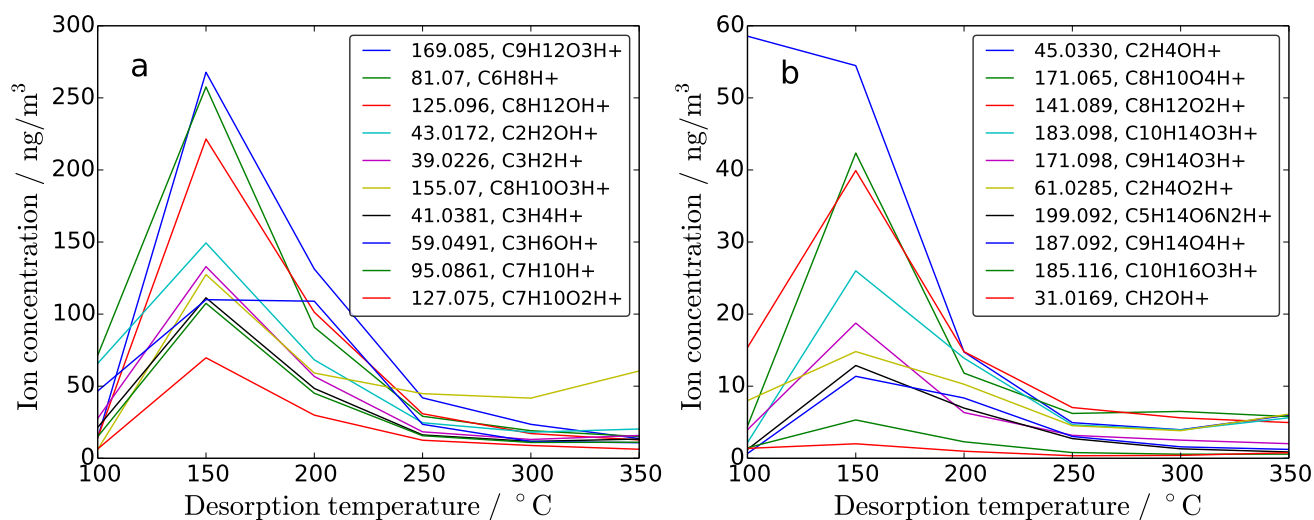 300
250
200
150
100
50
0
100 150 200 250 300 350
Ion concentration / ng/m³
Desorption temperature / °C
a
169.085, C9H12O3H+
81.07, C6H8H+
125.096, C8H12OH+
43.0172, C2H2OH+
39.0226, C3H2H+
155.07, C8H10O3H+
41.0381, C3H4H+
59.0491, C3H6OH+
95.0861, C7H10H+
127.075, C7H10O2H+
60
50
40
30
20
10
0
100 150 200 250 300 350
Ion concentration / ng/m³
Desorption temperature / °C
b
45.0330, C2H4OH+
171.065, C8H10O4H+
141.089, C8H12O2H+
183.098, C10H14O3H+
171.098, C9H14O3H+
61.0285, C2H4O2H+
199.092, C5H14O6N2H+
187.092, C9H14O4H+
185.116, C10H16O3H+
31.0169, CH2OH+